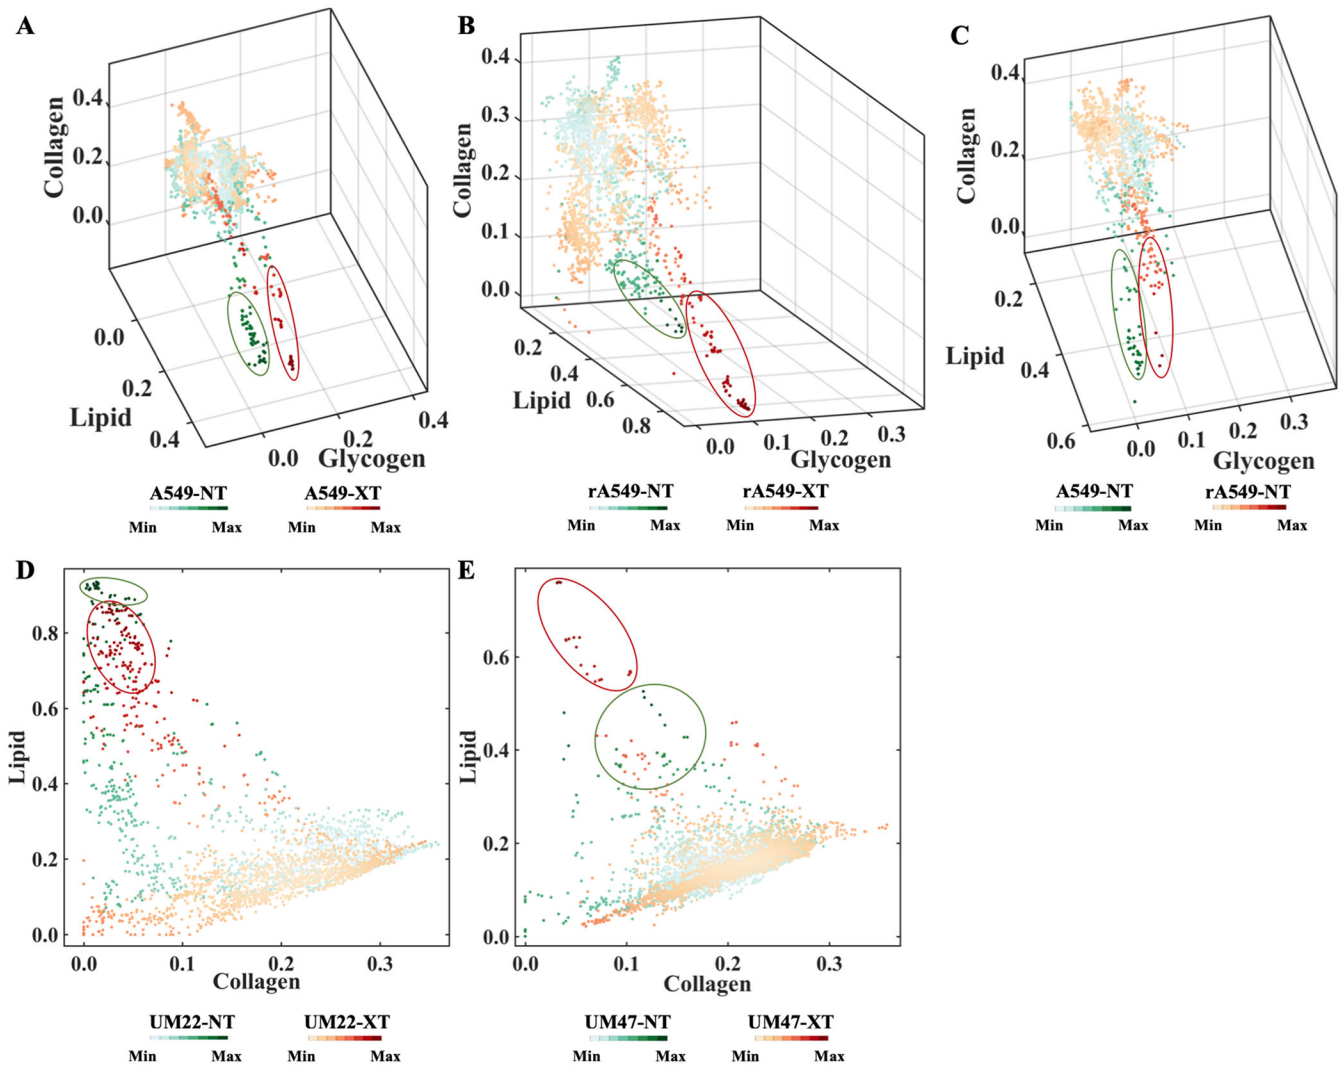 A
Collagen
0.4
0.2
0.0
0.0
0.2
0.4
Lipid
0.0
0.2
0.4
Glycogen
A549-NT
A549-XT
Min Max
Min Max
B
Collagen
0.4
0.3
0.2
0.1
0.0
0.2
0.4
0.6
0.8
Lipid
0.0
0.1
0.2
0.3
Glycogen
rA549-NT
rA549-XT
Min Max
Min Max
C
Collagen
0.4
0.2
0.0
0.2
0.4
0.6
Lipid
0.0
0.1
0.2
0.3
Glycogen
A549-NT
rA549-NT
Min Max
Min Max
D
Lipid
0.8
0.6
0.4
0.2
0.0
0.0 0.1 0.2 0.3
Collagen
UM22-NT
UM22-XT
Min Max
Min Max
E
Lipid
0.6
0.4
0.2
0.0
0.0 0.1 0.2 0.3
Collagen
UM47-NT
UM47-XT
Min Max
Min Max